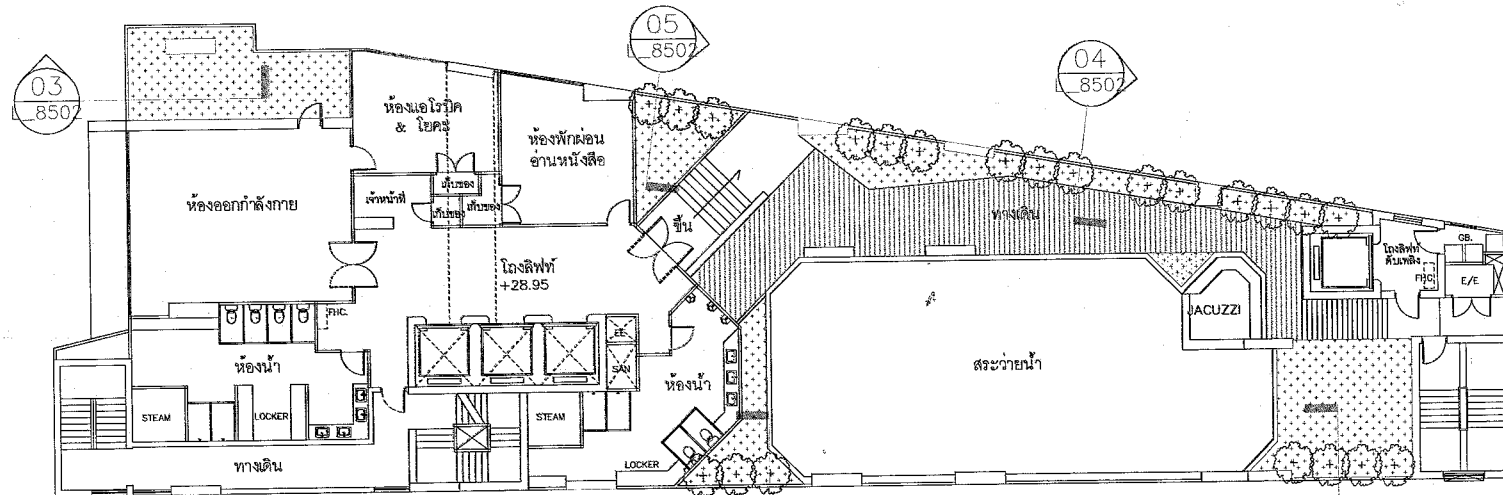 03
L_8502
05
L_8502
04
L_8502
ห้องแอโรบิค
& โยคะ
ห้องพักผ่อน
อ่านหนังสือ
ห้องออกกำลังกาย
เจ้าหน้าที่
เก็บของ
เก็บของ
เก็บของ
ขึ้น
ทางเดิน
โถงลิฟท์
+28.95
โถงลิฟท์
ดับเพลิง
FHC.
GB.
E/E
FHC.
JACUZZI
EE
SAN
ห้องน้ำ
ห้องน้ำ
สระว่ายน้ำ
STEAM
LOCKER
STEAM
LOCKER
ทางเดิน